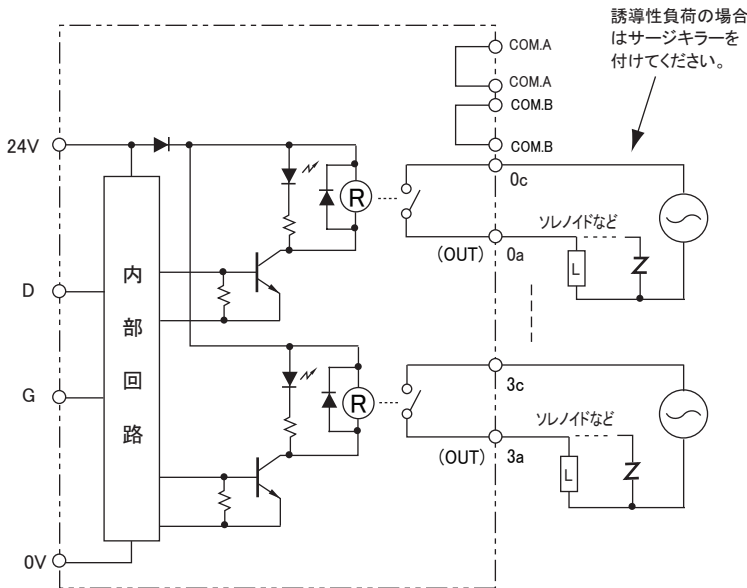 誘導性負荷の場合
はサージキラーを
付けてください。
COM.A
COM.A
COM.B
COM.B
24V
0c
R
ソレノイドなど
(OUT) 0a
L
D
内
部
回
路
G
3c
R
ソレノイドなど
(OUT) 3a
L
0V